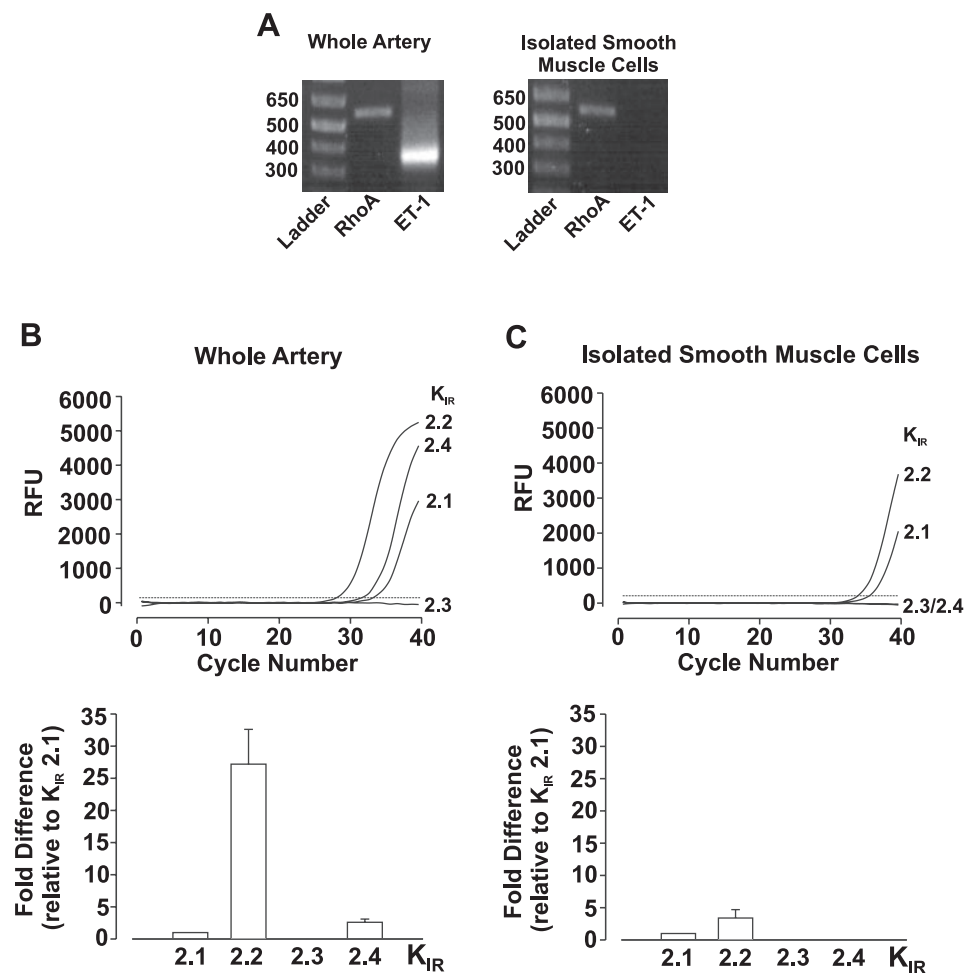 A
Whole Artery
650
500
400
300
Ladder
RhoA
ET-1
Isolated Smooth
Muscle Cells
650
500
400
300
Ladder
RhoA
ET-1
B
Whole Artery
RFU
6000
5000
4000
3000
2000
1000
0
KIR
2.2
2.4
2.1
2.3
0 10 20 30 40
Cycle Number
Fold Difference
(relative to KIR 2.1)
35
30
25
20
15
10
5
0
2.1 2.2 2.3 2.4 KIR
C
Isolated Smooth Muscle Cells
RFU
6000
5000
4000
3000
2000
1000
0
KIR
2.2
2.1
2.3/2.4
0 10 20 30 40
Cycle Number
Fold Difference
(relative to KIR 2.1)
35
30
25
20
15
10
5
0
2.1 2.2 2.3 2.4 KIR